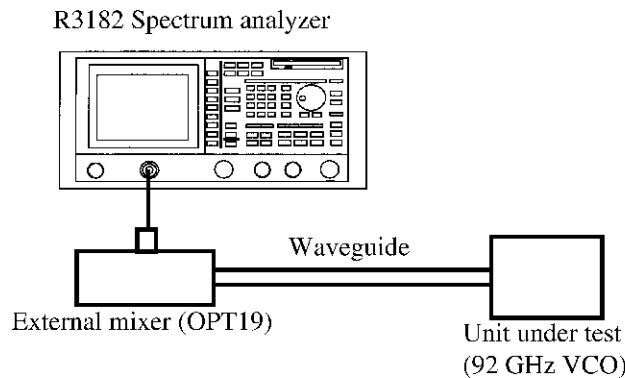 R3182 Spectrum analyzer
Waveguide
External mixer (OPT19)
Unit under test
(92 GHz VCO)